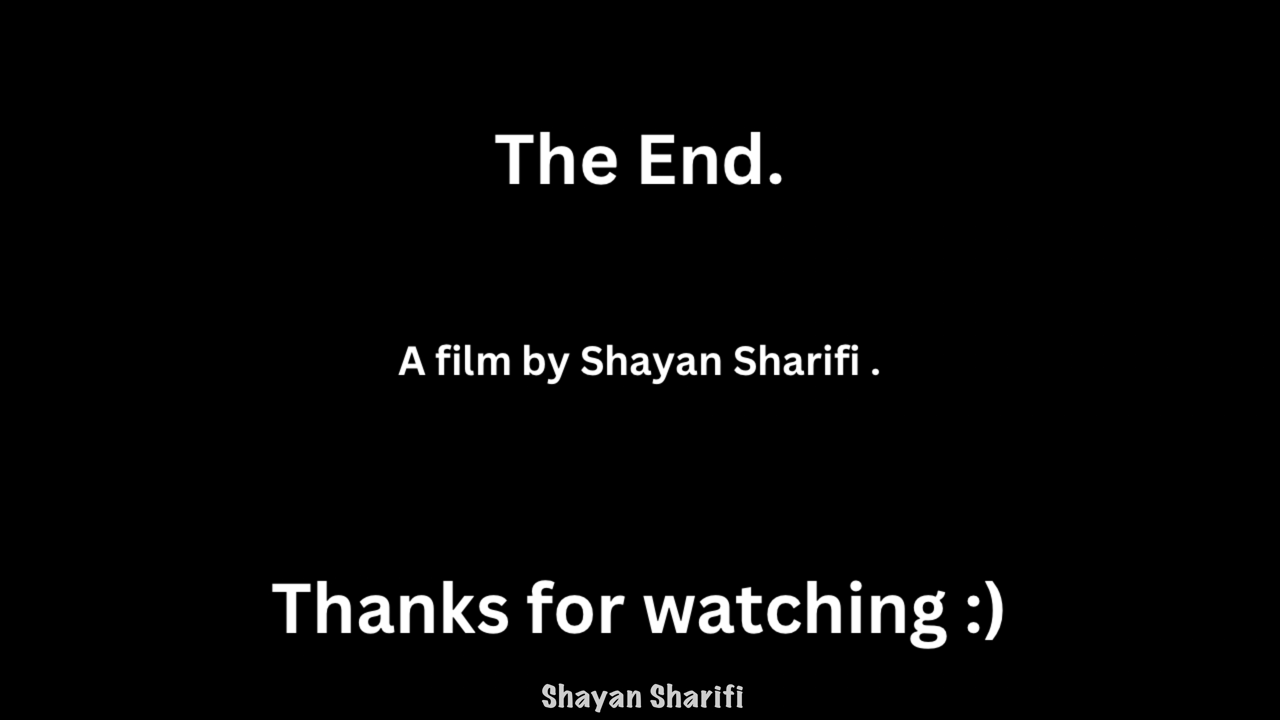 The End.
A film by Shayan Sharifi .
Thanks for watching :)
Shayan Sharifi